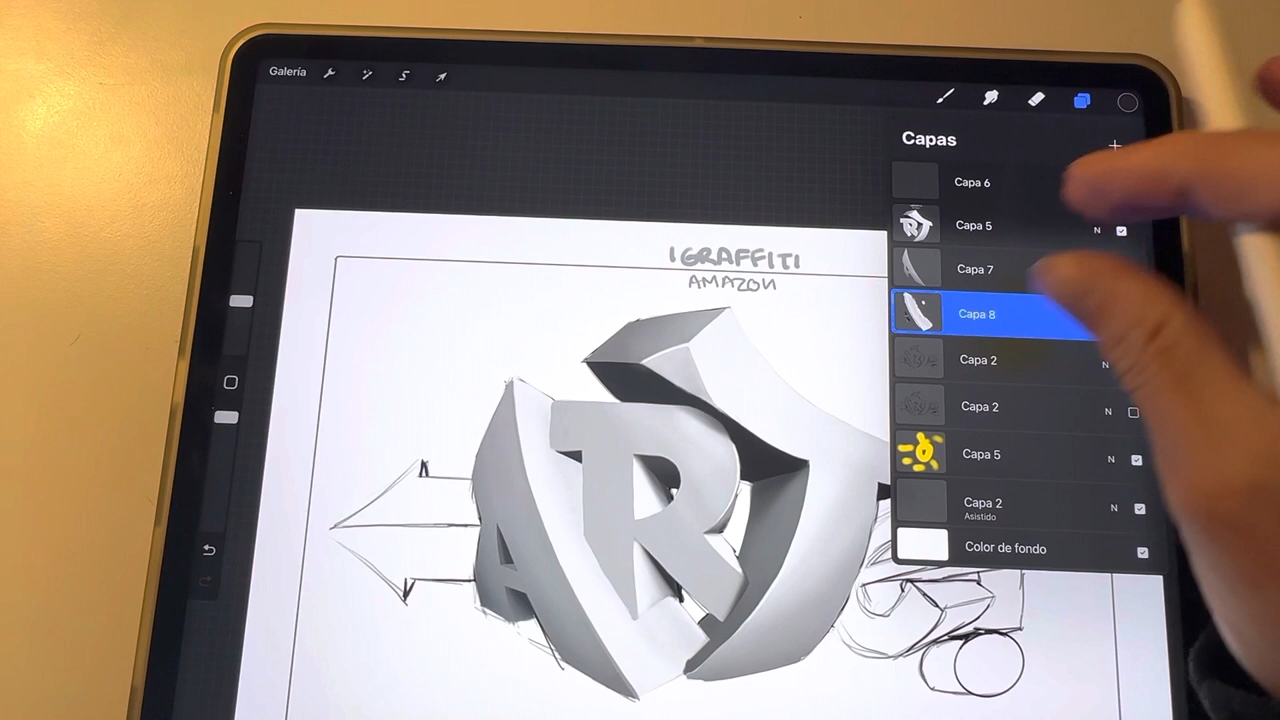 Galería
Capas
Capa 6
Capa 5
N
Capa 7
Capa 8
Capa 2
N
Capa 2
N
Capa 5
N
Capa 2
N
Asistido
Color de fondo
IGRAFFITI
AMAZON
ART